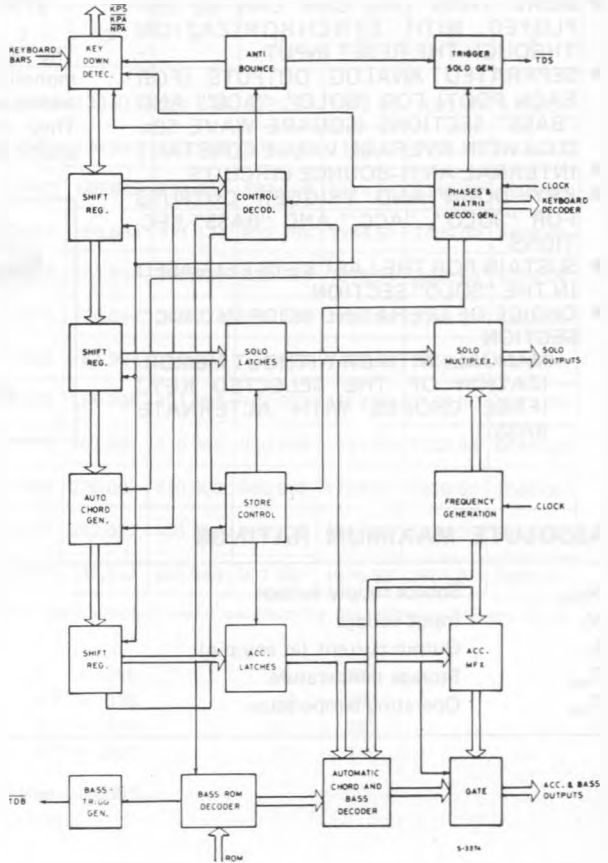 KPS
KPA
NPA
KEYBOARD
BARS
KEY
DOWN
DETEC.
ANTI
BOUNCE
TRIGGER
SOLO GEN.
TDS
SHIFT
REG.
CONTROL
DECOD.
PHASES &
MATRIX
DECOD. GEN.
CLOCK
KEYBOARD
DECODER
SHIFT
REG.
SOLO
LATCHES
SOLO
MULTIPLEX
SOLO
OUTPUTS
AUTO
CHORD
GEN.
STORE
CONTROL
FREQUENCY
GENERATION
CLOCK
SHIFT
REG.
ACC.
LATCHES
ACC.
MFX
TDB
BASS
TRIGG
GEN.
BASS ROM
DECODER
AUTOMATIC
CHORD AND
BASS
DECODER
GATE
ACC. & BASS
OUTPUTS
ROM
S-3374